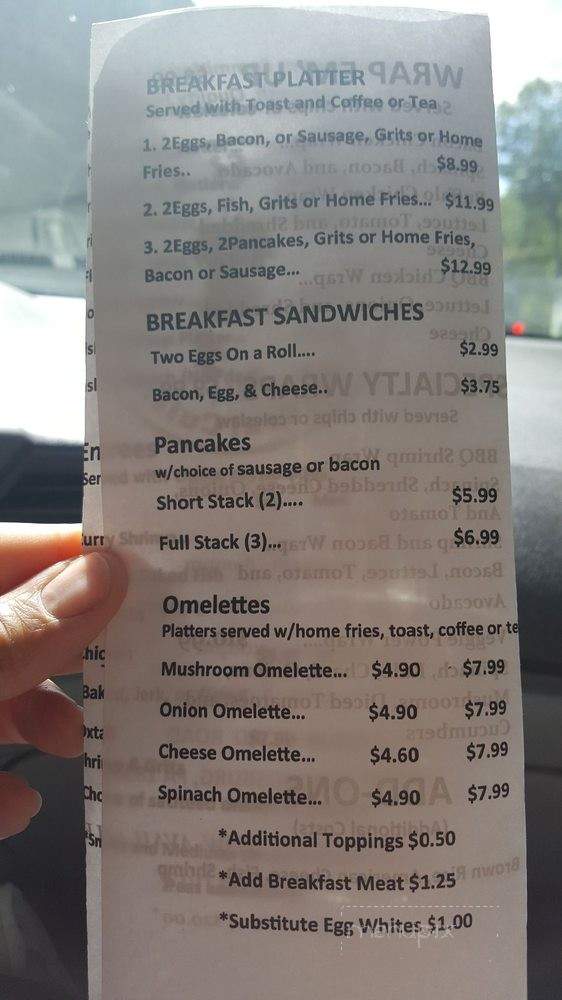 BREAKFAST PLATTER
Served with Toast and Coffee or Tea
1. 2Eggs, Bacon, or Sausage, Grits or Home
Fries.. $8.99
2. 2Eggs, Fish, Grits or Home Fries... $11.99
3. 2Eggs, 2Pancakes, Grits or Home Fries,
Bacon or Sausage... $12.99
BREAKFAST SANDWICHES
Two Eggs On a Roll.... $2.99
Bacon, Egg, & Cheese.. $3.75
Pancakes
w/choice of sausage or bacon
Short Stack (2).... $5.99
Full Stack (3)... $6.99
Omelettes
Platters served w/home fries, toast, coffee or te
Mushroom Omelette... $4.90 $7.99
Onion Omelette... $4.90 $7.99
Cheese Omelette... $4.60 $7.99
Spinach Omelette... $4.90 $7.99
*Additional Toppings $0.50
*Add Breakfast Meat $1.25
*Substitute Egg Whites $1.00
menupix